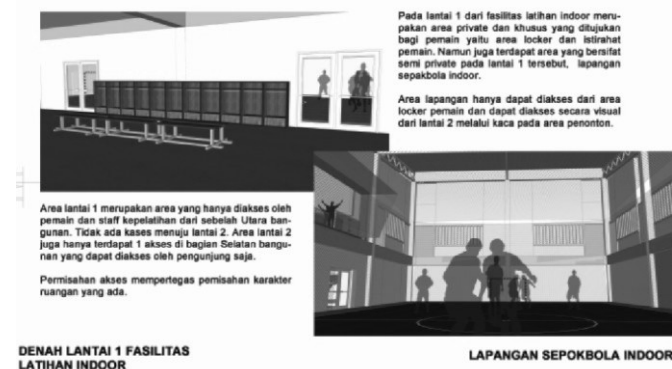 Pada lantai 1 dari fasilitas latihan indoor meru-
pakan area private dan khusus yang ditujukan
bagi pemain yaitu area locker dan istirahat
pemain. Namun juga terdapat area yang bersifat
semi private pada lantai 1 tersebut, lapangan
sepakbola indoor.
Area lapangan hanya dapat diakses dari area
locker pemain dan dapat diakses secara visual
dari lantai 2 melalui kaca pada area penonton.
Area lantai 1 merupakan area yang hanya diakses oleh
pemain dan staff kepelatihan dari sebelah Utara ban-
gunan. Tidak ada kases menuju lantai 2. Area lantai 2
juga hanya terdapat 1 akses di bagian Selatan bangu-
nan yang dapat diakses oleh pengunjung saja.
Permisahan akses mempertegas pemisahan karakter
ruangan yang ada.
DENAH LANTAI 1 FASILITAS
LATIHAN INDOOR
LAPANGAN SEPOKBOLA INDOOR